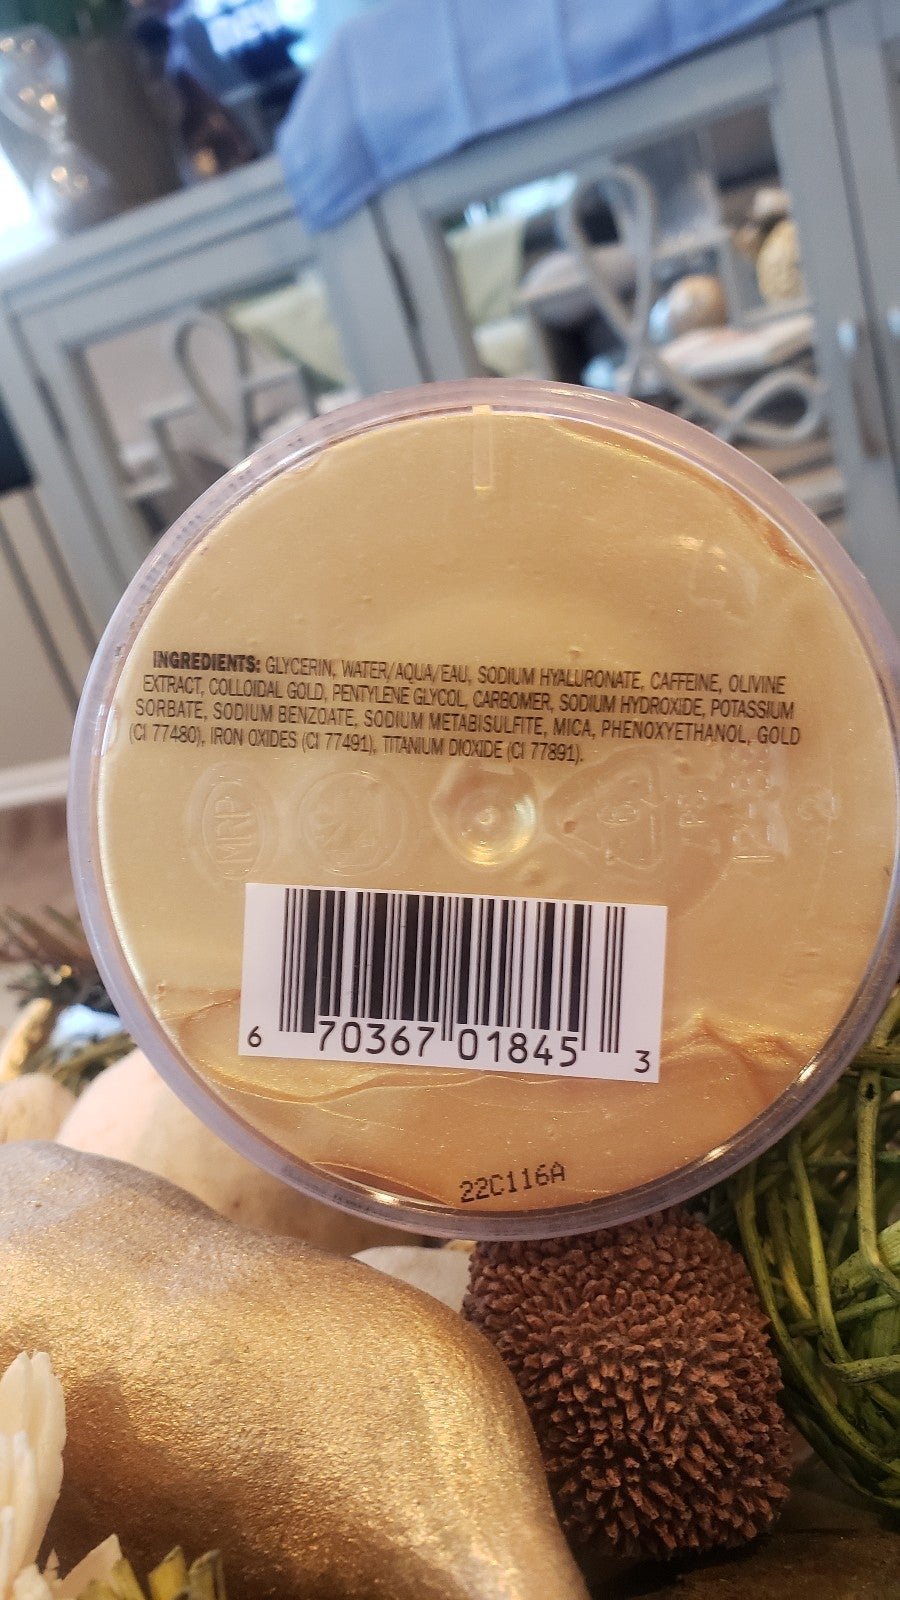 INGREDIENTS: GLYCERIN, WATER/AQUA/EAU, SODIUM HYALURONATE, CAFFEINE, OLIVINE
EXTRACT, COLLOIDAL GOLD, PENTYLENE GLYCOL, CARBOMER, SODIUM HYDROXIDE, POTASSIUM
SORBATE, SODIUM BENZOATE, SODIUM METABISULFITE, MICA, PHENOXYETHANOL, GOLD
(CI 77480), IRON OXIDES (CI 77491), TITANIUM DIOXIDE (CI 77891).
MRP
6
6 70367 01845 3
22C116A